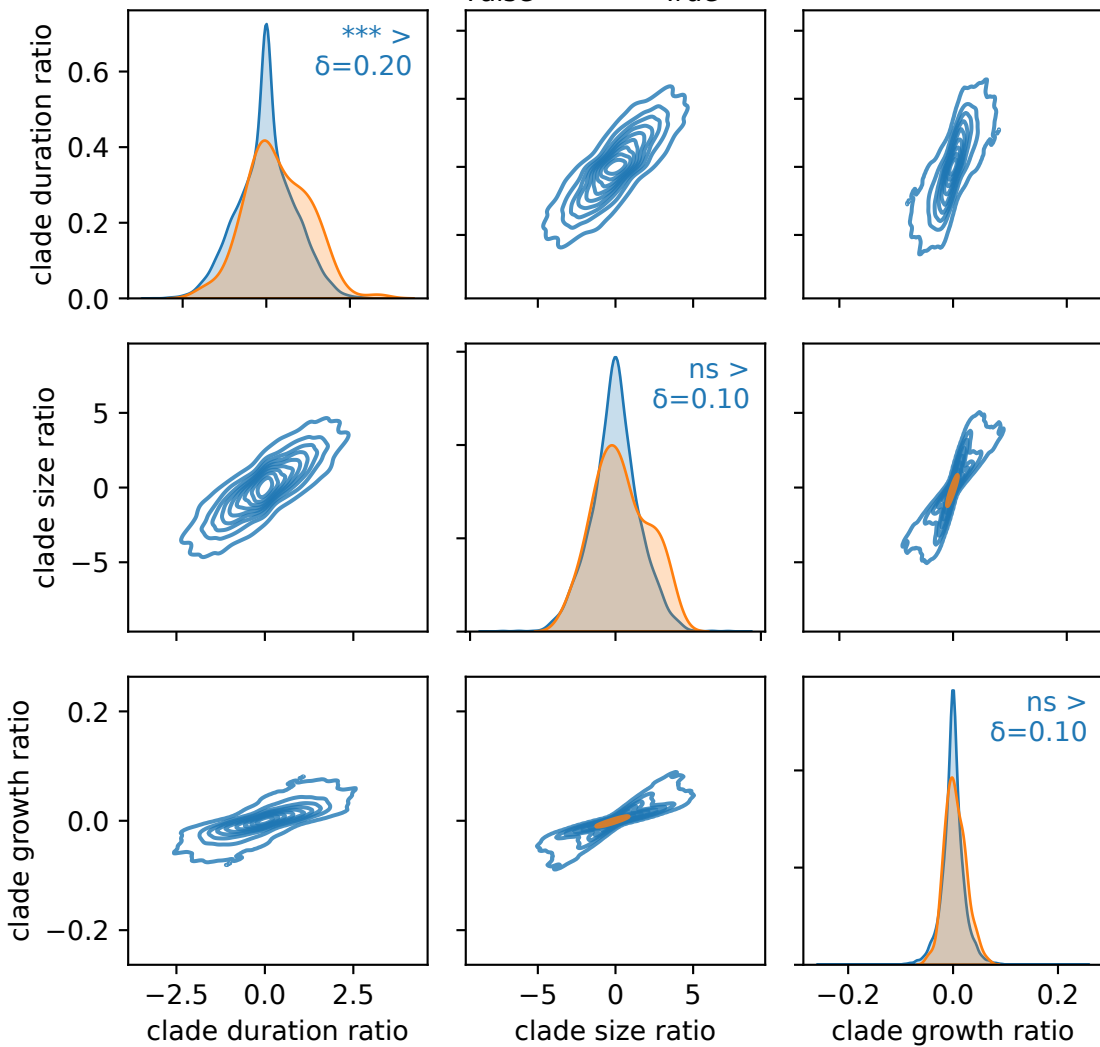 *** >
δ=0.20
clade duration ratio
0.6
0.4
0.2
0.0
ns >
δ=0.10
clade size ratio
5
0
−5
ns >
δ=0.10
clade growth ratio
0.2
0.0
−0.2
−2.5 0.0 2.5 −5 0 5 −0.2 0.0 0.2
clade duration ratio clade size ratio clade growth ratio